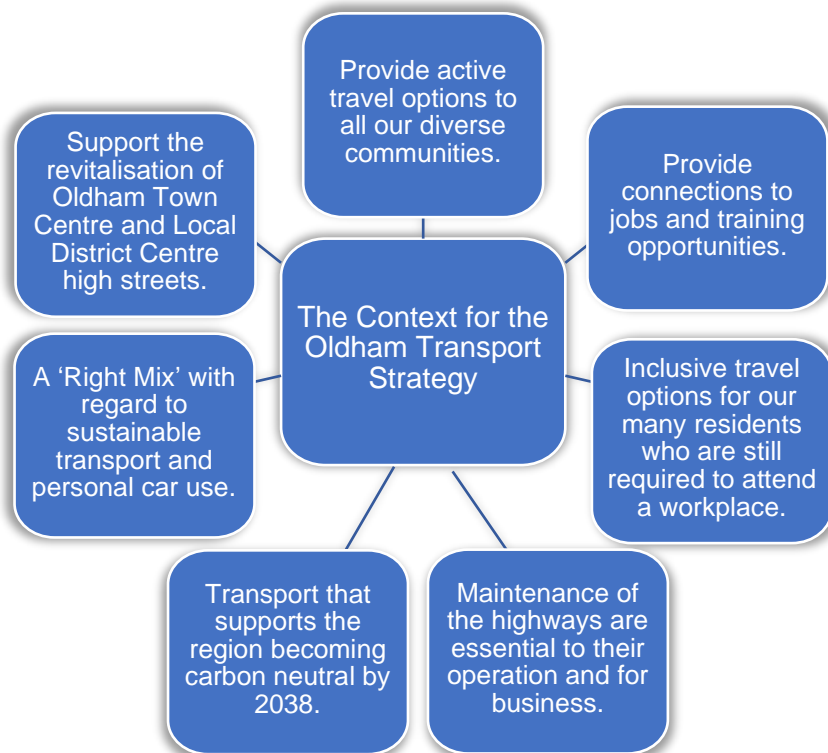 Provide active
travel options to
all our diverse
communities.
Support the
revitalisation of
Oldham Town
Centre and Local
District Centre
high streets.
Provide
connections to
jobs and training
opportunities.
The Context for the
Oldham Transport
Strategy
A ‘Right Mix’ with
regard to
sustainable
transport and
personal car use.
Inclusive travel
options for our
many residents
who are still
required to attend
a workplace.
Transport that
supports the
region becoming
carbon neutral by
2038.
Maintenance of
the highways are
essential to their
operation and for
business.